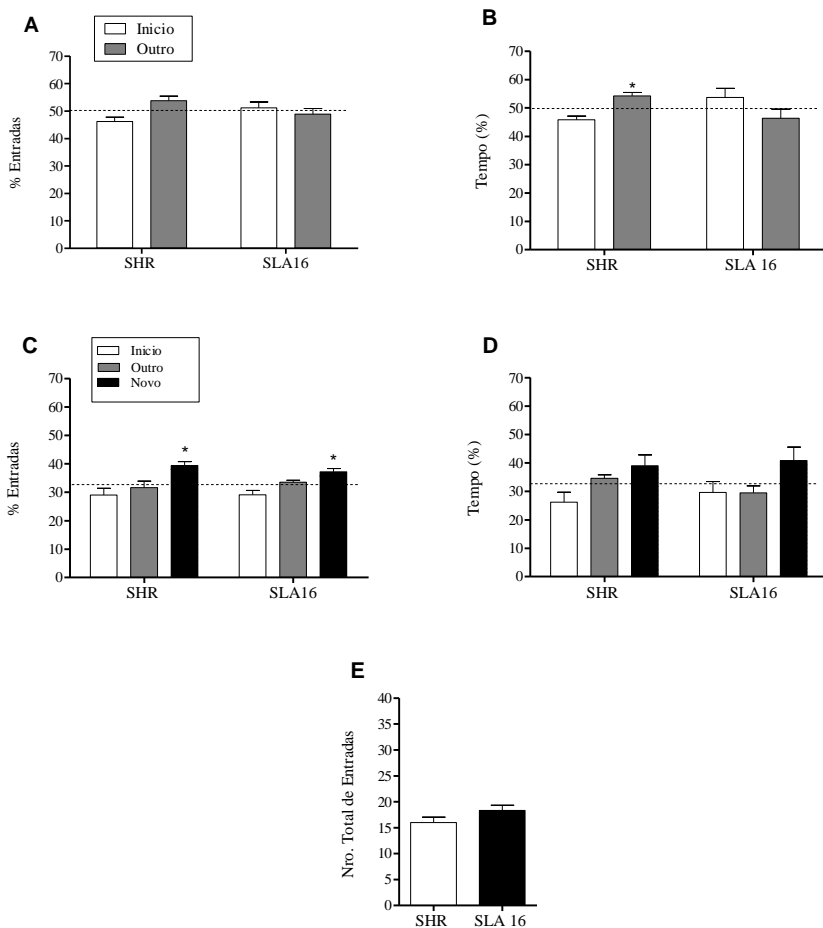 A
Inicio
Outro
% Entradas
70
60
50
40
30
20
10
0
SHR
SLA16
B
Tempo (%)
70
60
50
40
30
20
10
0
*
SHR
SLA 16
C
Inicio
Outro
Novo
% Entradas
70
60
50
40
30
20
10
0
*
*
SHR
SLA16
D
Tempo (%)
70
60
50
40
30
20
10
0
SHR
SLA16
E
Nro. Total de Entradas
40
35
30
25
20
15
10
5
0
SHR
SLA 16